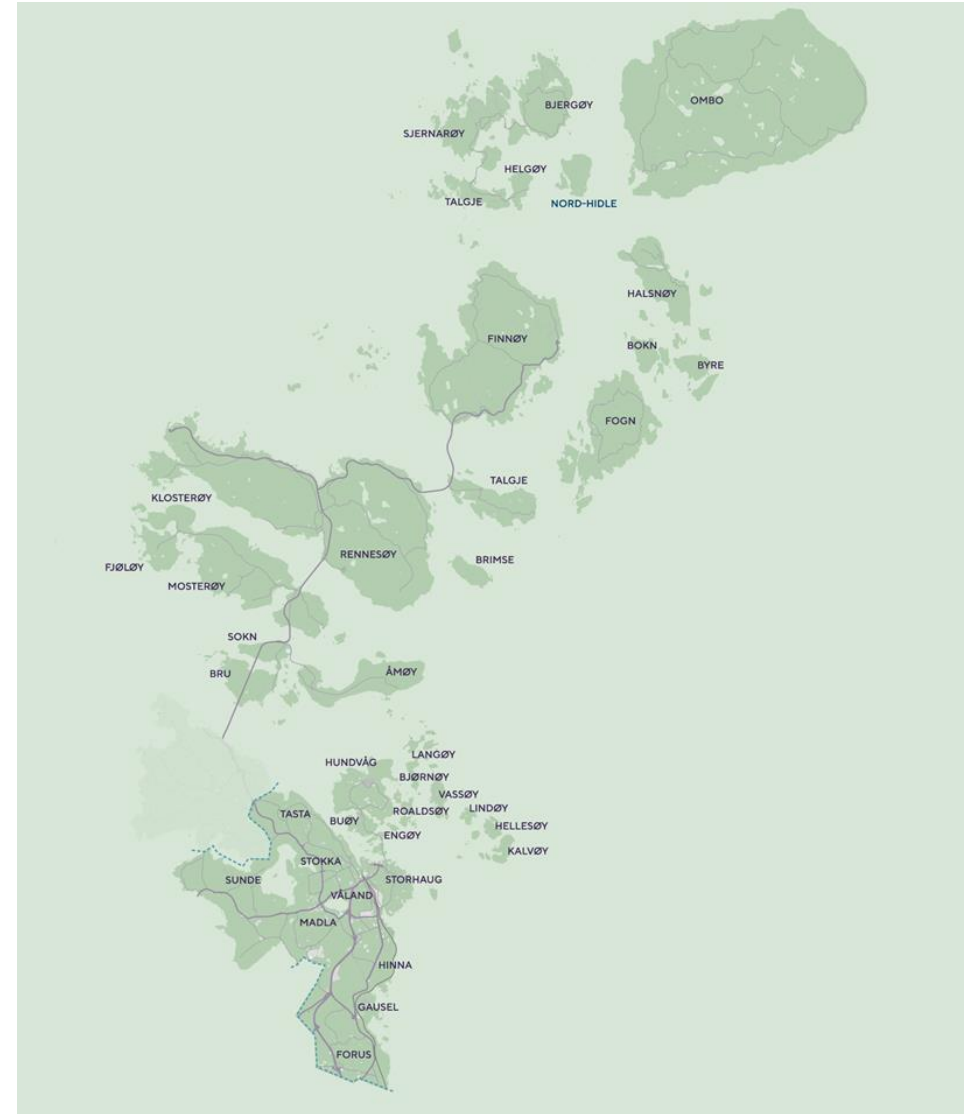 OMBO
BJERGØY
SJERNARØY
HELGØY
TALGJE
NORD-HIDLE
HALSNØY
FINNØY
BOKN
BYRE
FOGN
TALGJE
KLOSTERØY
RENNESØY
BRIMSE
FJØLØY
MOSTERØY
SOKN
BRU
ÅMØY
LANGØY
HUNDVÅG
BJØRNØY
VASSØY
LINDØY
ROALDSØY
TASTA
BUØY
HELLESØY
ENGØY
KALVØY
STOKKA
SUNDE
STORHAUG
VÅLAND
MADLA
HINNA
GAUSEL
FORUS